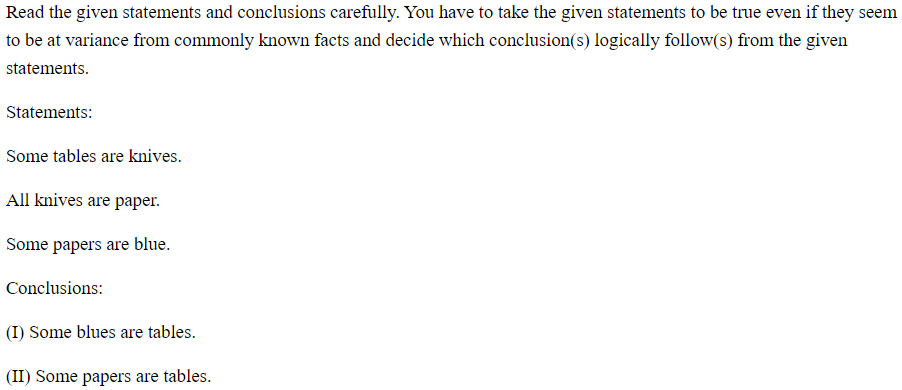 Read the given statements and conclusions carefully. You have to take the given statements to be true even if they seem
to be at variance from commonly known facts and decide which conclusion(s) logically follow(s) from the given
statements.
Statements:
Some tables are knives.
All knives are paper.
Some papers are blue.
Conclusions:
(I) Some blues are tables.
(II) Some papers are tables.